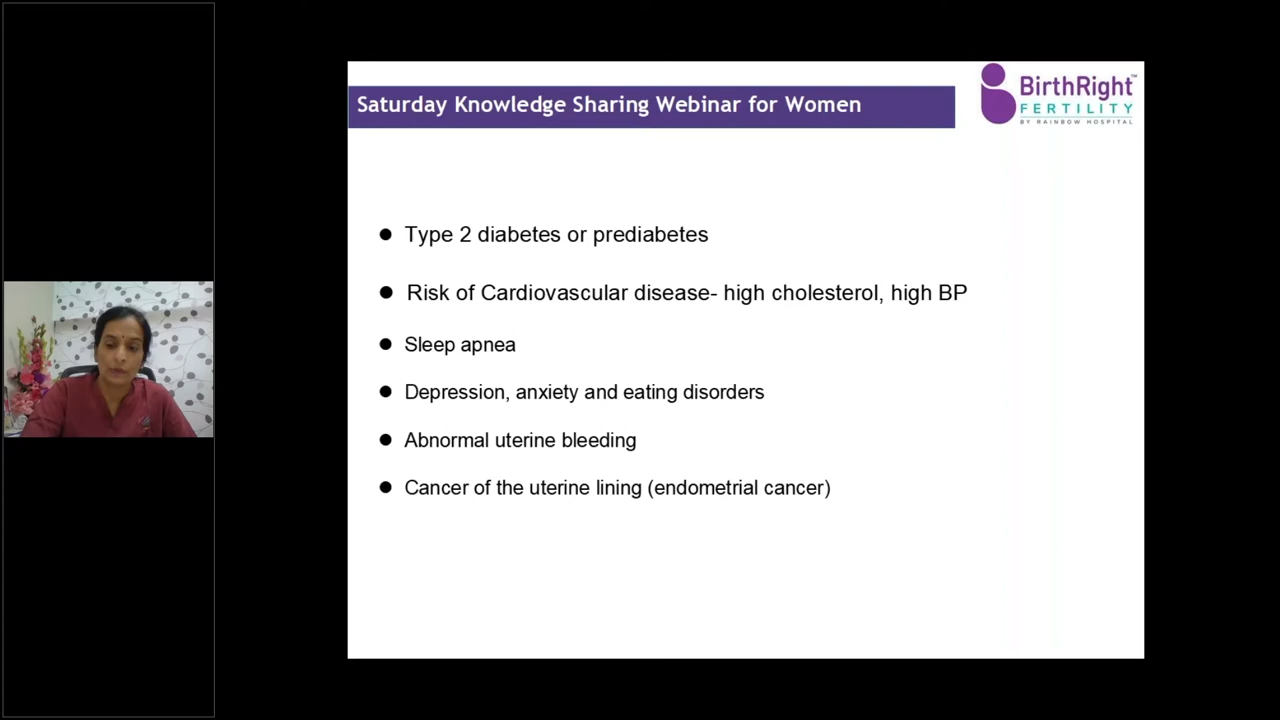 Saturday Knowledge Sharing Webinar for Women
BirthRight™
FERTILITY
BY RAINBOW HOSPITAL
● Type 2 diabetes or prediabetes
● Risk of Cardiovascular disease- high cholesterol, high BP
● Sleep apnea
● Depression, anxiety and eating disorders
● Abnormal uterine bleeding
● Cancer of the uterine lining (endometrial cancer)